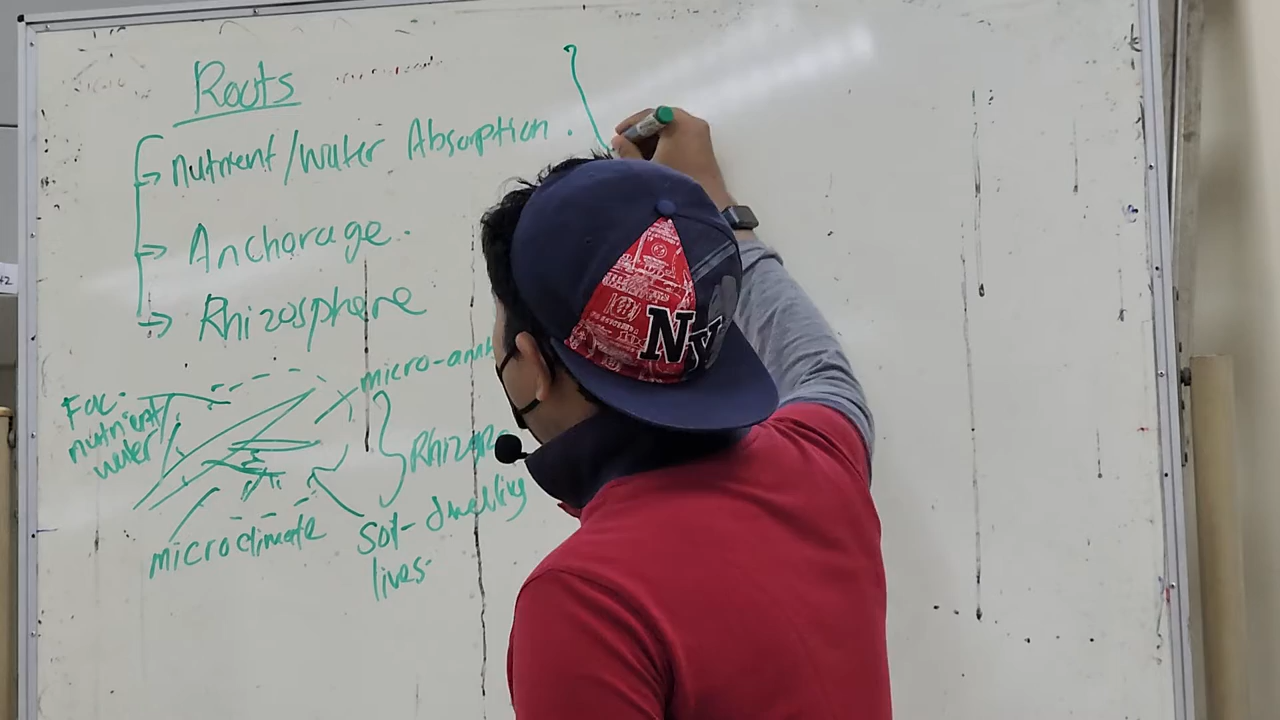 Roots
nutrient/water Absorption.
Anchorage.
Rhizosphere
micro-
Fac.
nutrient/
water
Rhizo
soil-dwelling
lives.
microclimate
NY